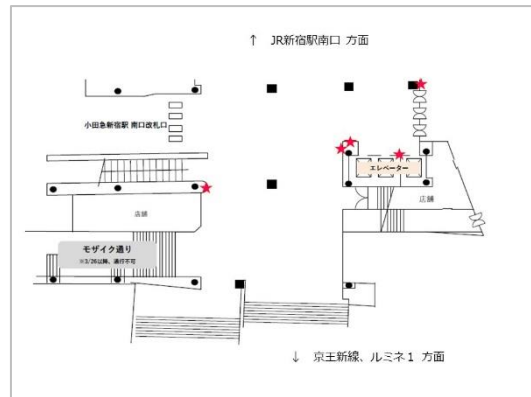 ↑ JR新宿駅南口 方面
小田急新宿駅 南口改札口
エレベーター
店舗
店舗
モザイク通り
※3/26以降、通行不可
↓ 京王新線、ルミネ1 方面